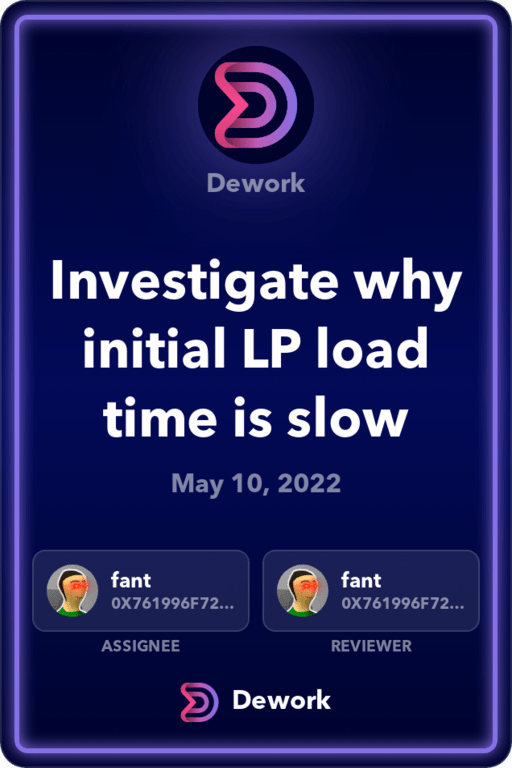 Dework
Investigate why
initial LP load
time is slow
May 10, 2022
fant
0X761996F72...
ASSIGNEE
fant
0X761996F72...
REVIEWER
Dework